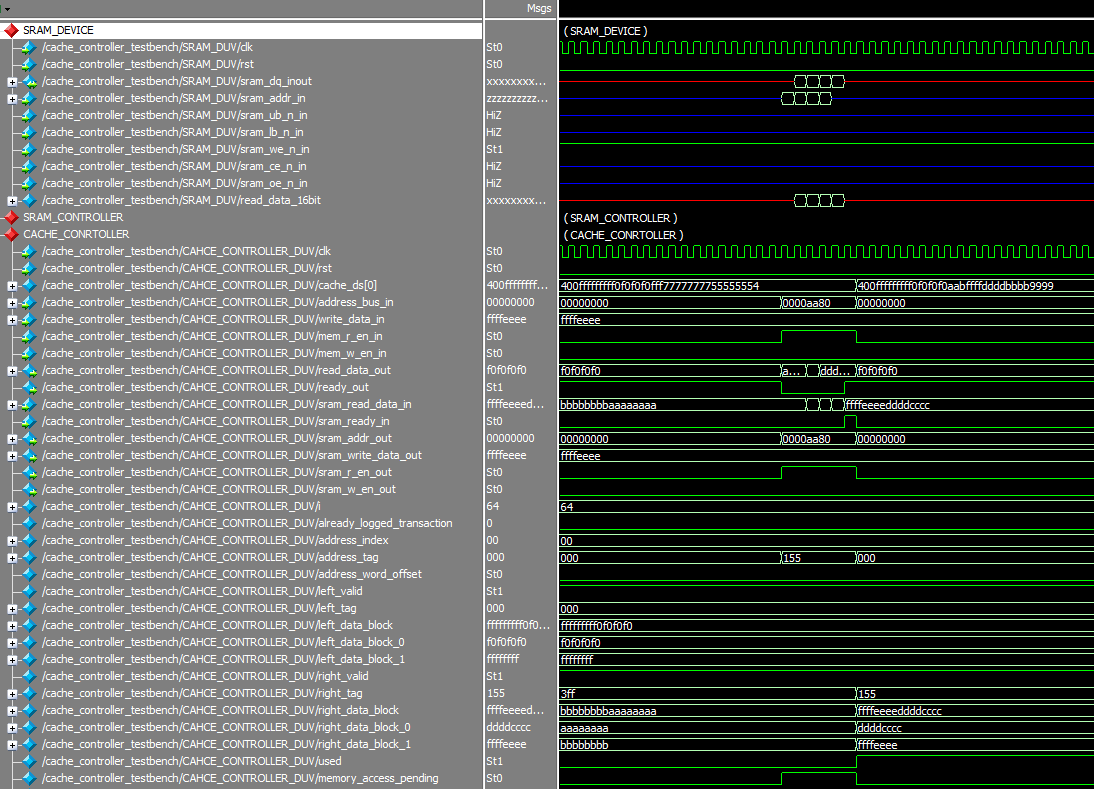 Msgs
SRAM_DEVICE ( SRAM_DEVICE )
/cache_controller_testbench/SRAM_DUV/clk St0
/cache_controller_testbench/SRAM_DUV/rst St0
/cache_controller_testbench/SRAM_DUV/sram_dq_inout xxxxxxxxx...
/cache_controller_testbench/SRAM_DUV/sram_addr_in zzzzzzzzzz...
/cache_controller_testbench/SRAM_DUV/sram_ub_n_in HiZ
/cache_controller_testbench/SRAM_DUV/sram_lb_n_in HiZ
/cache_controller_testbench/SRAM_DUV/sram_we_n_in St1
/cache_controller_testbench/SRAM_DUV/sram_ce_n_in HiZ
/cache_controller_testbench/SRAM_DUV/sram_oe_n_in HiZ
/cache_controller_testbench/SRAM_DUV/read_data_16bit xxxxxxxxx...
SRAM_CONTROLLER ( SRAM_CONTROLLER )
CACHE_CONRTOLLER ( CACHE_CONRTOLLER )
/cache_controller_testbench/CAHCE_CONTROLLER_DUV/clk St0
/cache_controller_testbench/CAHCE_CONTROLLER_DUV/rst St0
/cache_controller_testbench/CAHCE_CONTROLLER_DUV/cache_ds[0] 400ffffffff... 400fffffffff0f0f0f0fff7777777755555554 400fffffffff0f0f0f0aabffffddddbbbb9999
/cache_controller_testbench/CAHCE_CONTROLLER_DUV/address_bus_in 00000000 00000000 0000aa80 00000000
/cache_controller_testbench/CAHCE_CONTROLLER_DUV/write_data_in ffffeeee ffffeeee
/cache_controller_testbench/CAHCE_CONTROLLER_DUV/mem_r_en_in St0
/cache_controller_testbench/CAHCE_CONTROLLER_DUV/mem_w_en_in St0
/cache_controller_testbench/CAHCE_CONTROLLER_DUV/read_data_out f0f0f0f0 f0f0f0f0 a... ddd... f0f0f0f0
/cache_controller_testbench/CAHCE_CONTROLLER_DUV/ready_out St1
/cache_controller_testbench/CAHCE_CONTROLLER_DUV/sram_read_data_in ffffeeeed... bbbbbbbbaaaaaaaa ffffeeeeddddcccc
/cache_controller_testbench/CAHCE_CONTROLLER_DUV/sram_ready_in St0
/cache_controller_testbench/CAHCE_CONTROLLER_DUV/sram_addr_out 00000000 00000000 0000aa80 00000000
/cache_controller_testbench/CAHCE_CONTROLLER_DUV/sram_write_data_out ffffeeee ffffeeee
/cache_controller_testbench/CAHCE_CONTROLLER_DUV/sram_r_en_out St0
/cache_controller_testbench/CAHCE_CONTROLLER_DUV/sram_w_en_out St0
/cache_controller_testbench/CAHCE_CONTROLLER_DUV/i 64 64
/cache_controller_testbench/CAHCE_CONTROLLER_DUV/already_logged_transaction 0
/cache_controller_testbench/CAHCE_CONTROLLER_DUV/address_index 00 00
/cache_controller_testbench/CAHCE_CONTROLLER_DUV/address_tag 000 000 155 000
/cache_controller_testbench/CAHCE_CONTROLLER_DUV/address_word_offset St0
/cache_controller_testbench/CAHCE_CONTROLLER_DUV/left_valid St1
/cache_controller_testbench/CAHCE_CONTROLLER_DUV/left_tag 000 000
/cache_controller_testbench/CAHCE_CONTROLLER_DUV/left_data_block fffffffff0f0... fffffffff0f0f0f0
/cache_controller_testbench/CAHCE_CONTROLLER_DUV/left_data_block_0 f0f0f0f0 f0f0f0f0
/cache_controller_testbench/CAHCE_CONTROLLER_DUV/left_data_block_1 ffffffff ffffffff
/cache_controller_testbench/CAHCE_CONTROLLER_DUV/right_valid St1
/cache_controller_testbench/CAHCE_CONTROLLER_DUV/right_tag 155 3ff 155
/cache_controller_testbench/CAHCE_CONTROLLER_DUV/right_data_block ffffeeeed... bbbbbbbbaaaaaaaa ffffeeeeddddcccc
/cache_controller_testbench/CAHCE_CONTROLLER_DUV/right_data_block_0 ddddcccc aaaaaaaa ddddcccc
/cache_controller_testbench/CAHCE_CONTROLLER_DUV/right_data_block_1 ffffeeee bbbbbbbb ffffeeee
/cache_controller_testbench/CAHCE_CONTROLLER_DUV/used St1
/cache_controller_testbench/CAHCE_CONTROLLER_DUV/memory_access_pending St0